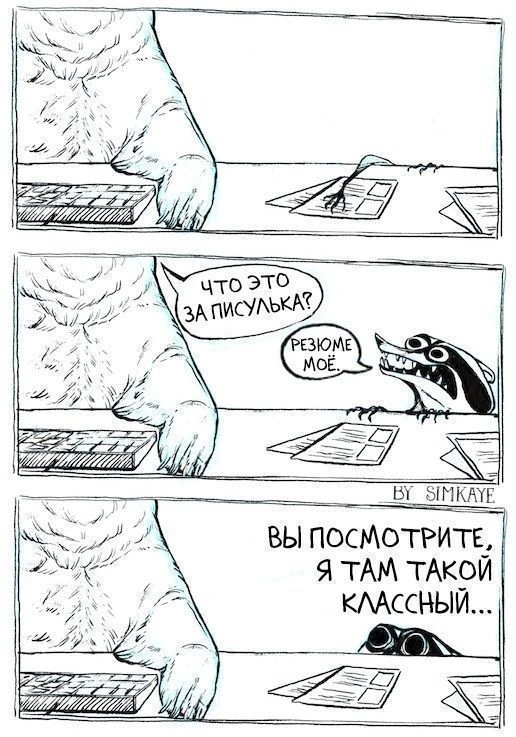 ЧТО ЭТО
ЗА ПИСУЛЬКА?
РЕЗЮМЕ
МОЁ.
BY SIMKAYE
ВЫ ПОСМОТРИТЕ,
Я ТАМ ТАКОЙ
КЛАССНЫЙ...